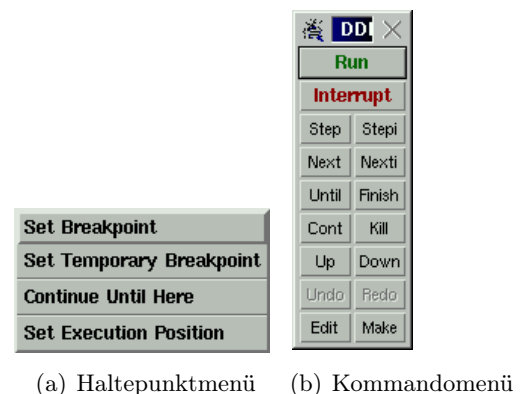 DD
Run
Interrupt
Step Stepi
Next Nexti
Until Finish
Cont Kill
Up Down
Undo Redo
Edit Make
Set Breakpoint
Set Temporary Breakpoint
Continue Until Here
Set Execution Position
(a) Haltepunktmenü (b) Kommandomenü